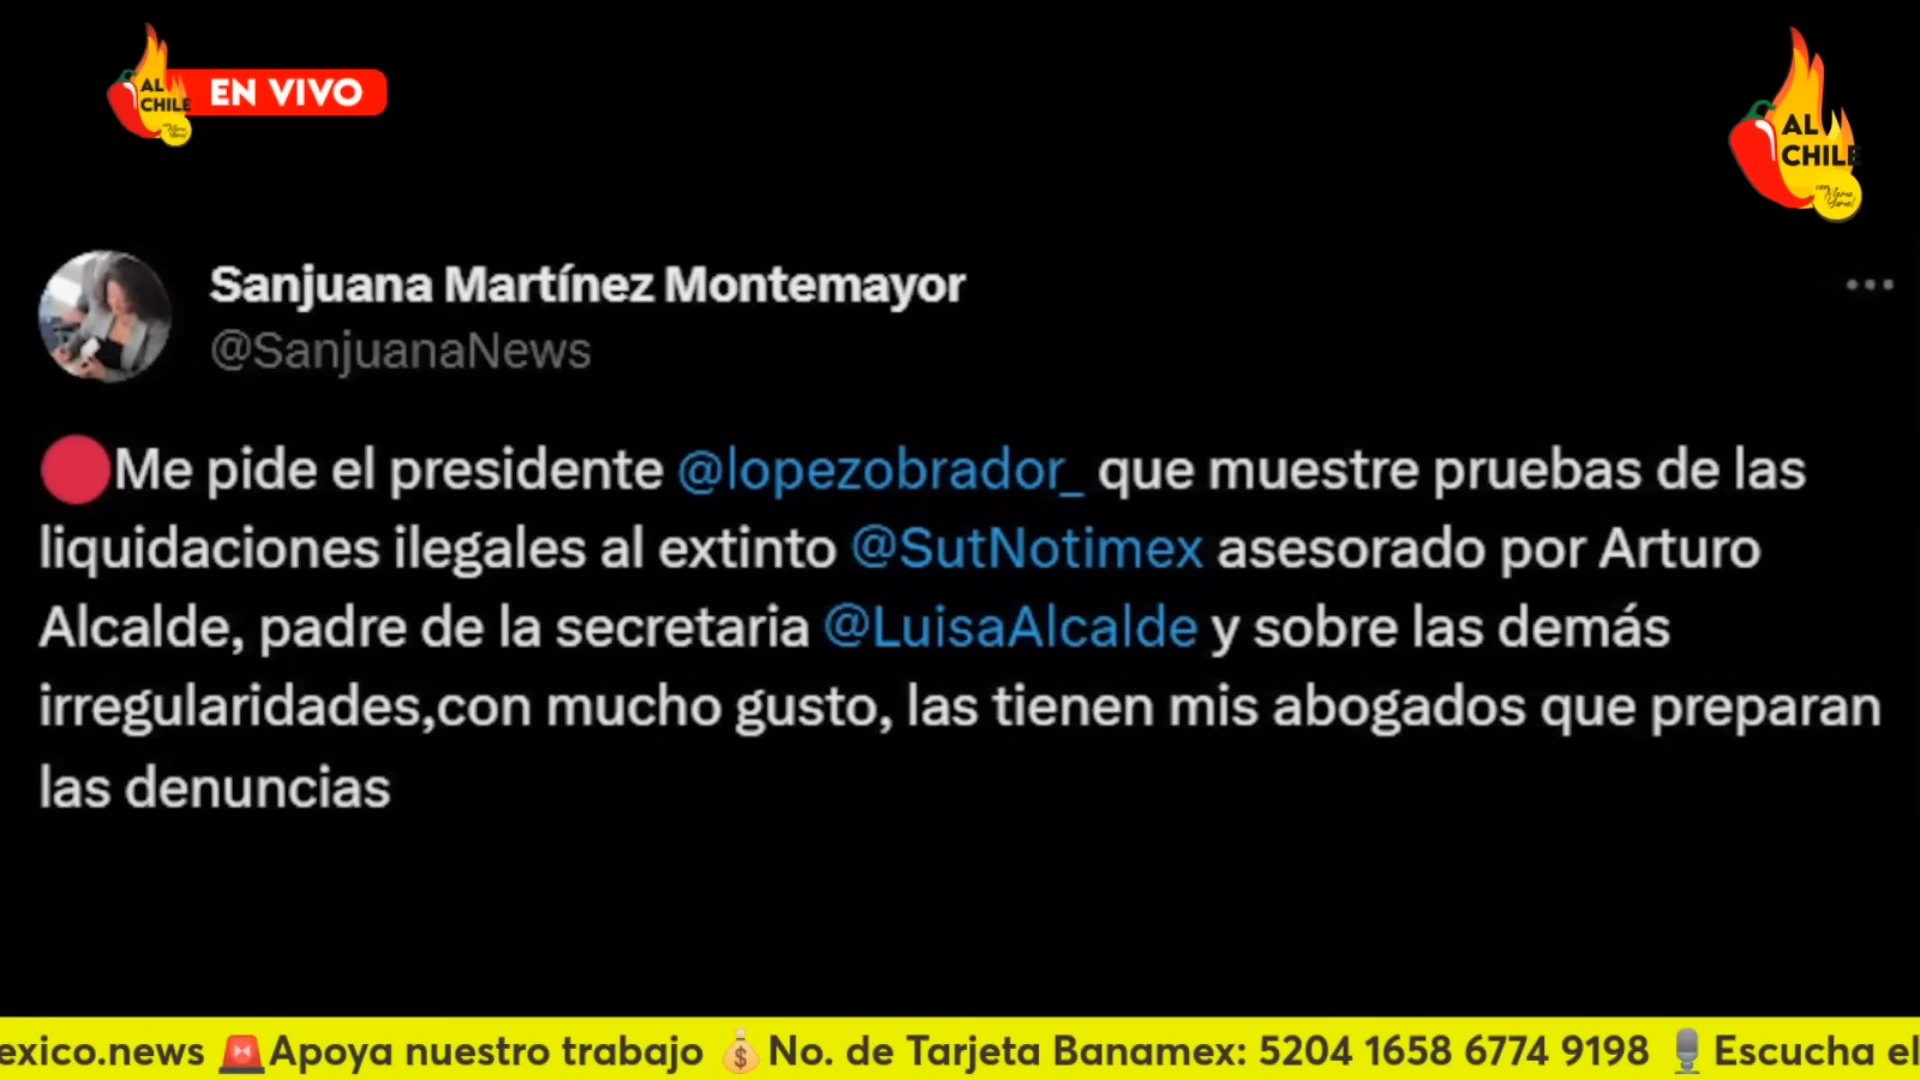 AL CHILE
EN VIVO
AL
CHILE
Sanjuana Martínez Montemayor
@SanjuanaNews
Me pide el presidente @lopezobrador_ que muestre pruebas de las
liquidaciones ilegales al extinto @SutNotimex asesorado por Arturo
Alcalde, padre de la secretaria @LuisaAlcalde y sobre las demás
irregularidades,con mucho gusto, las tienen mis abogados que preparan
las denuncias
exico.news 🚨Apoya nuestro trabajo 💰No. de Tarjeta Banamex: 5204 1658 6774 9198 🎙️Escucha el